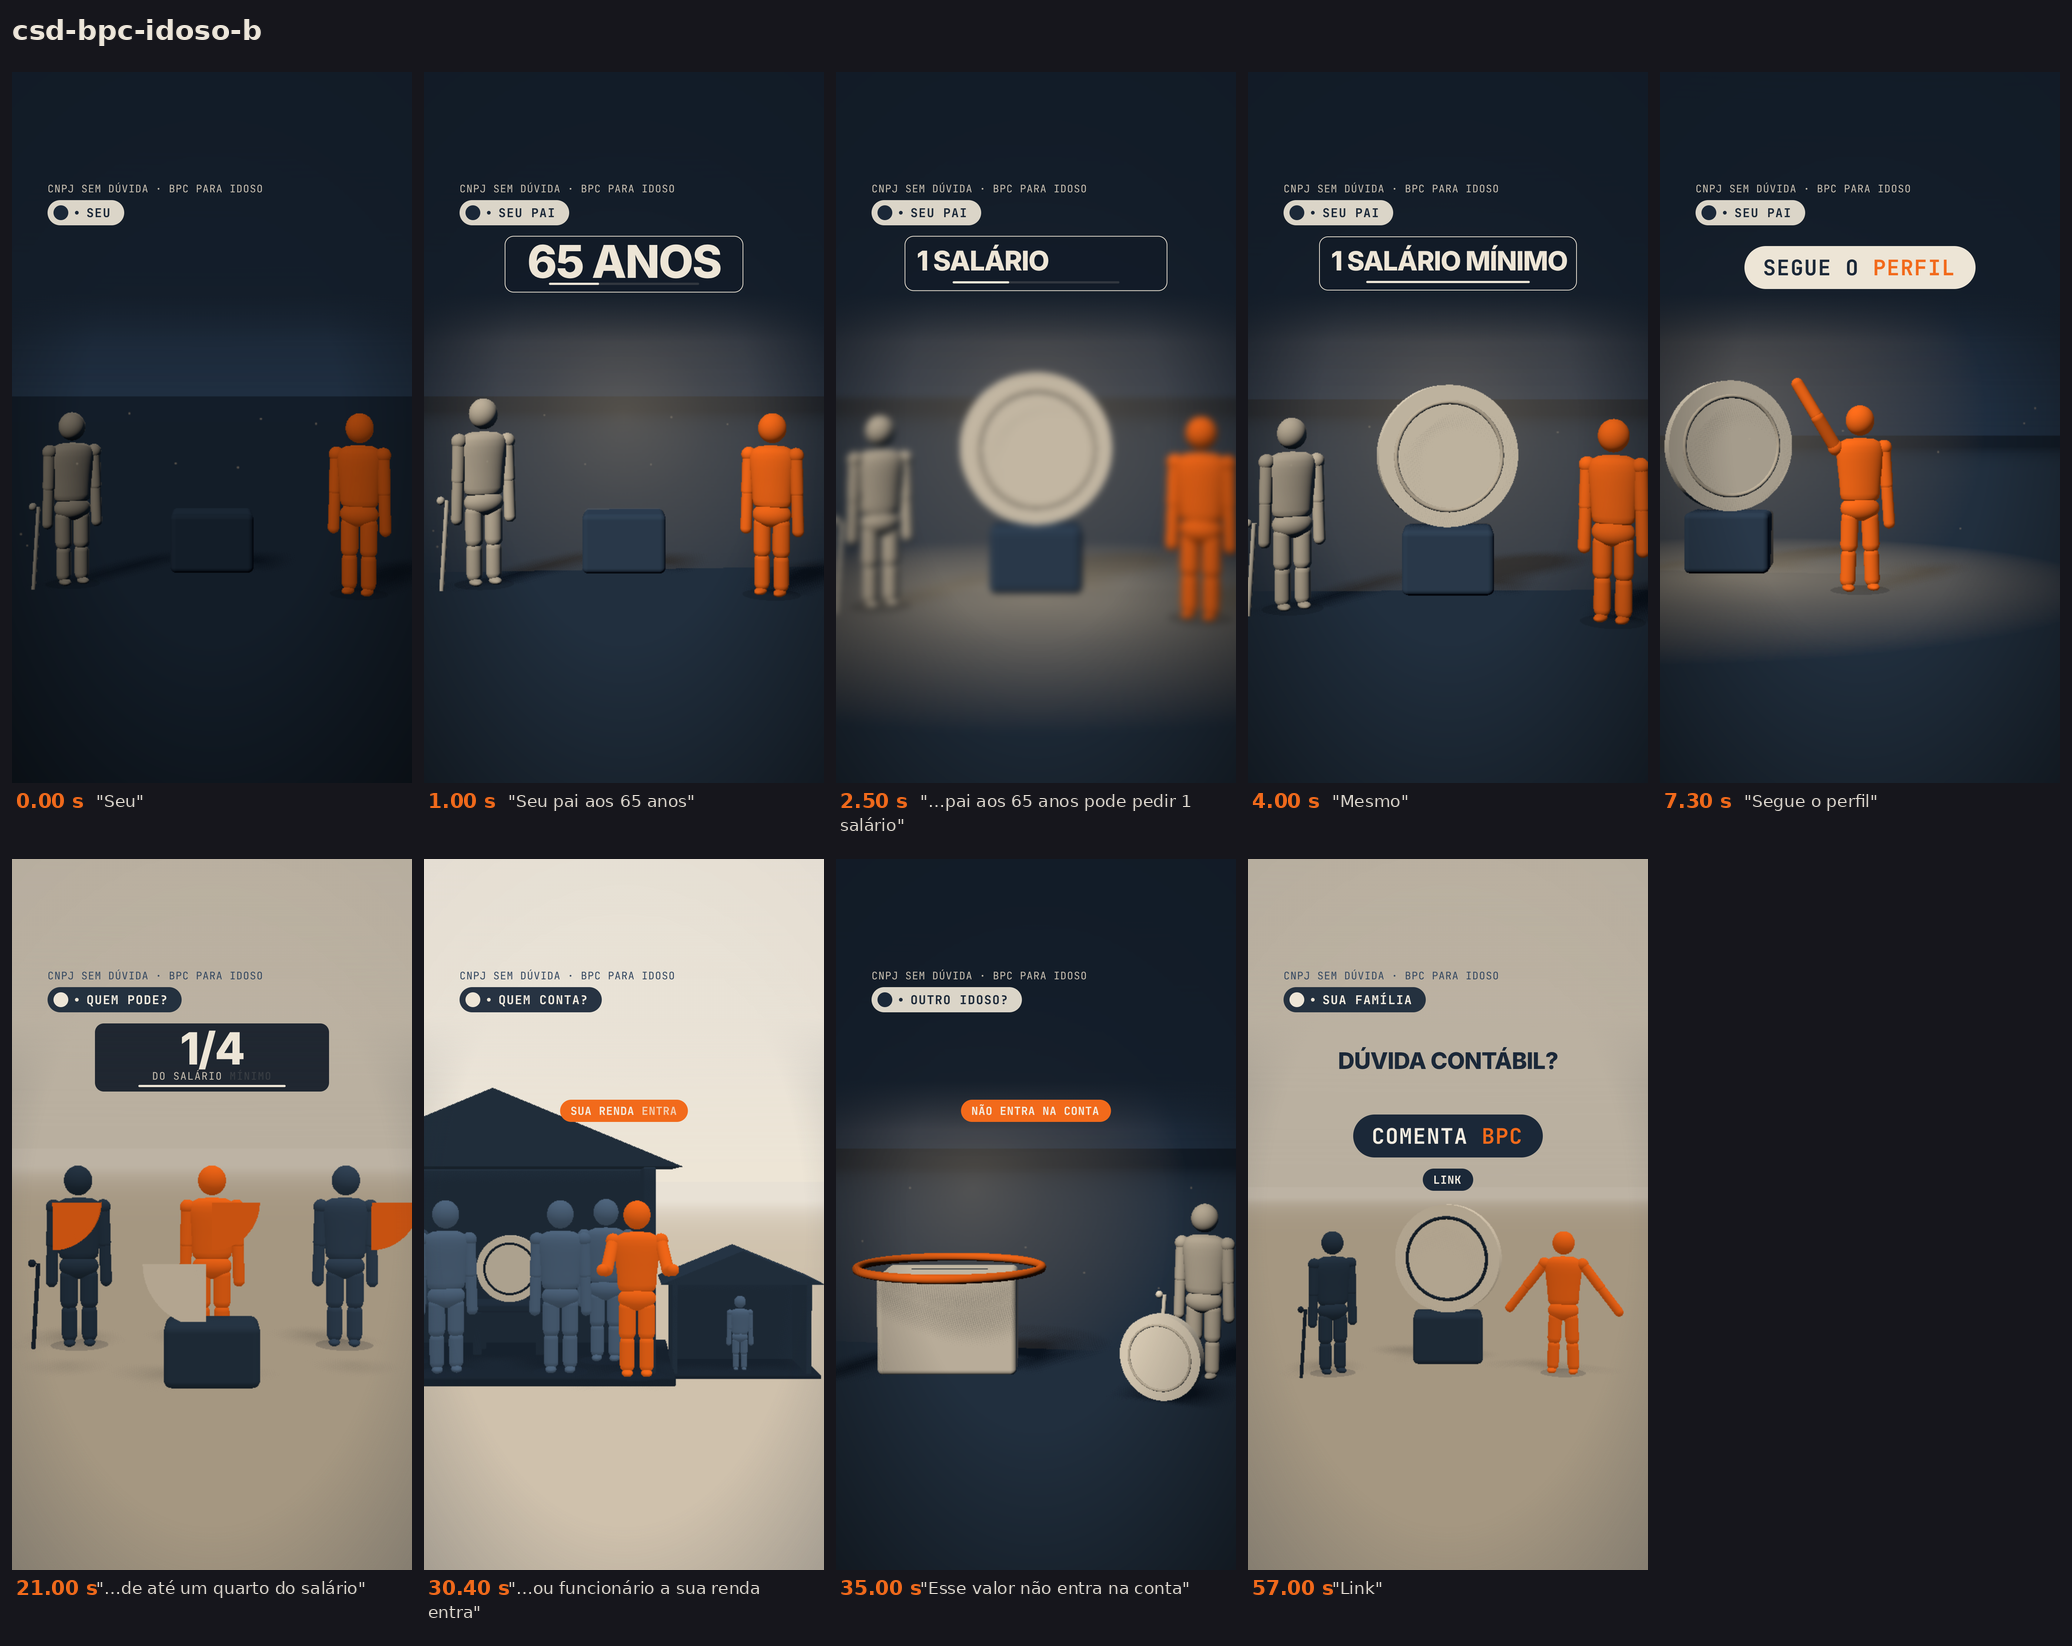 csd-bpc-idoso-b
CNPJ SEM DÚVIDA · BPC PARA IDOSO
• SEU
0.00 s "Seu"
CNPJ SEM DÚVIDA · BPC PARA IDOSO
• SEU PAI
65 ANOS
1.00 s "Seu pai aos 65 anos"
CNPJ SEM DÚVIDA · BPC PARA IDOSO
• SEU PAI
1 SALÁRIO
2.50 s "...pai aos 65 anos pode pedir 1
salário"
CNPJ SEM DÚVIDA · BPC PARA IDOSO
• SEU PAI
1 SALÁRIO MÍNIMO
4.00 s "Mesmo"
CNPJ SEM DÚVIDA · BPC PARA IDOSO
• SEU PAI
SEGUE O PERFIL
7.30 s "Segue o perfil"
CNPJ SEM DÚVIDA · BPC PARA IDOSO
• QUEM PODE?
1/4
DO SALÁRIO MÍNIMO
21.00 s "...de até um quarto do salário"
CNPJ SEM DÚVIDA · BPC PARA IDOSO
• QUEM CONTA?
SUA RENDA ENTRA
30.40 s "...ou funcionário a sua renda
entra"
CNPJ SEM DÚVIDA · BPC PARA IDOSO
• OUTRO IDOSO?
NÃO ENTRA NA CONTA
35.00 s "Esse valor não entra na conta"
CNPJ SEM DÚVIDA · BPC PARA IDOSO
• SUA FAMÍLIA
DÚVIDA CONTÁBIL?
COMENTA BPC
LINK
57.00 s "Link"